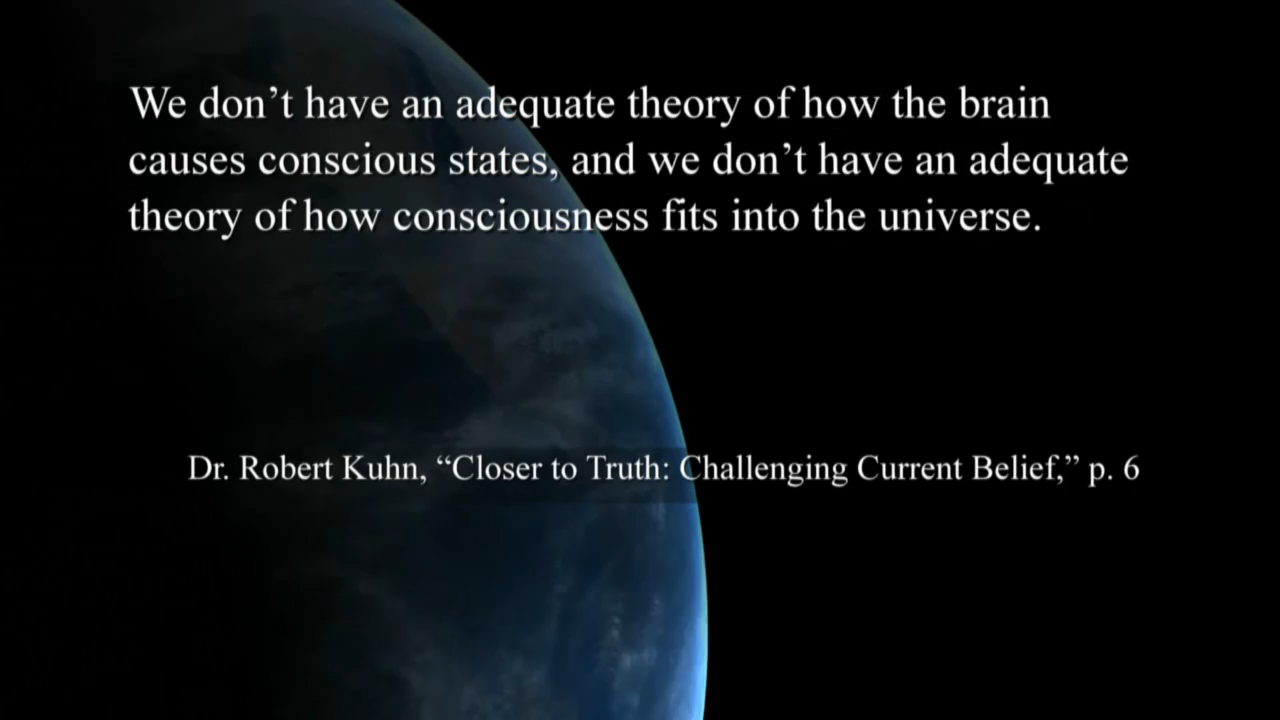 We don’t have an adequate theory of how the brain
causes conscious states, and we don’t have an adequate
theory of how consciousness fits into the universe.
Dr. Robert Kuhn, “Closer to Truth: Challenging Current Belief,” p. 6